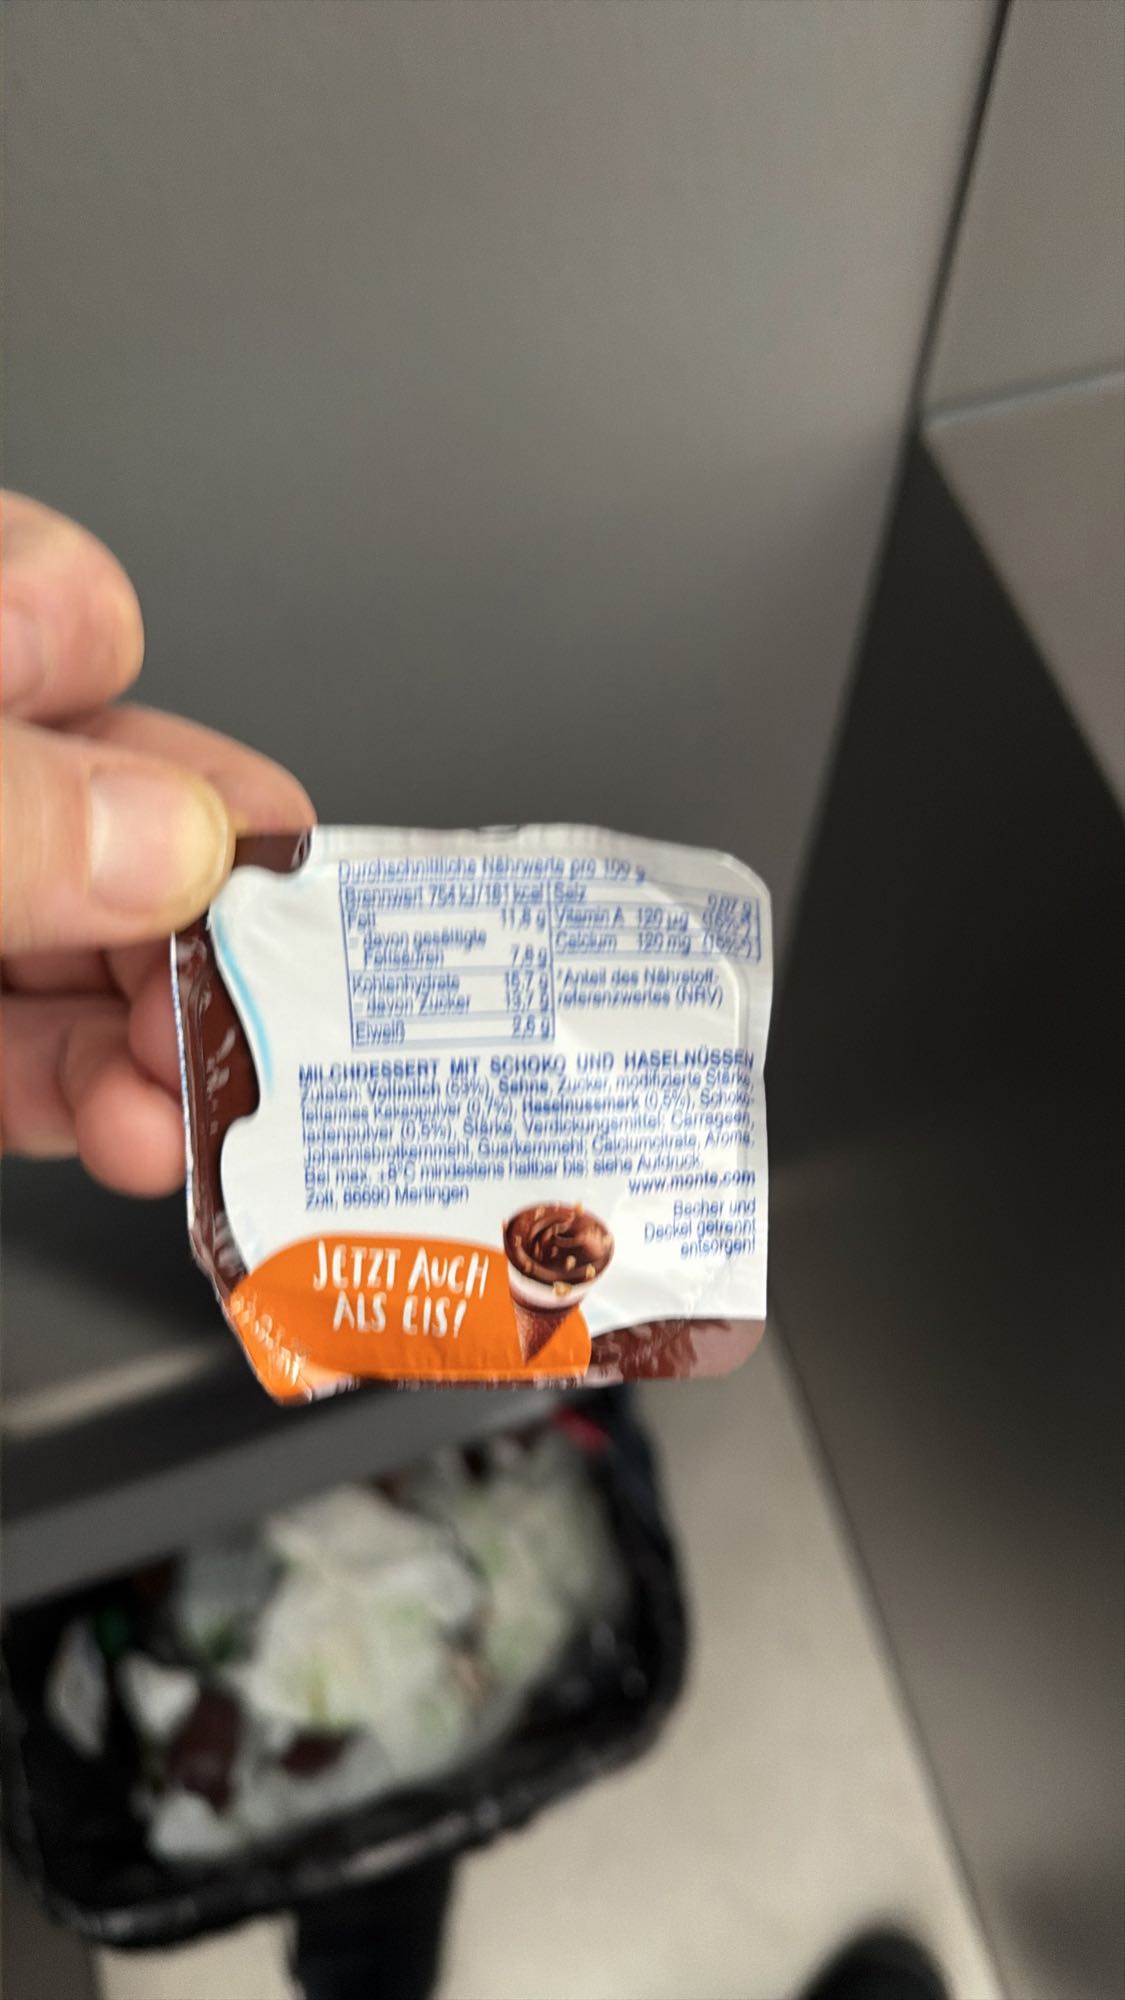 Durchschnittliche Nährwerte pro 100 g
Brennwert 754 kJ/181 kcal
Fett 11,8 g
- davon gesättigte
Fettsäuren 7,8 g
Kohlenhydrate 16,7 g
- davon Zucker 13,7 g
Eiweiß 2,6 g
Salz
Vitamin A 120 µg
Calcium 120 mg (15%*)
*Anteil des Nährstoff-
referenzwertes (NRV)
MILCHDESSERT MIT SCHOKO UND HASELNÜSSEN
Zutaten: Vollmilch, Sahne, Zucker, modifizierte Stärke,
fettarmes Kakaopulver (0,7%), Haselnussmark (0,5%), Schoko-
ladenpulver (0,5%), Stärke, Verdickungsmittel: Carrageen,
Johannisbrotkernmehl, Guarkernmehl; Calciumcitrate, Aroma.
Bei max. +8°C mindestens haltbar bis: siehe Aufdruck
Zott, 86690 Mertingen
www.monte.com
Becher und
Deckel getrennt
entsorgen!
JETZT AUCH
ALS EIS!